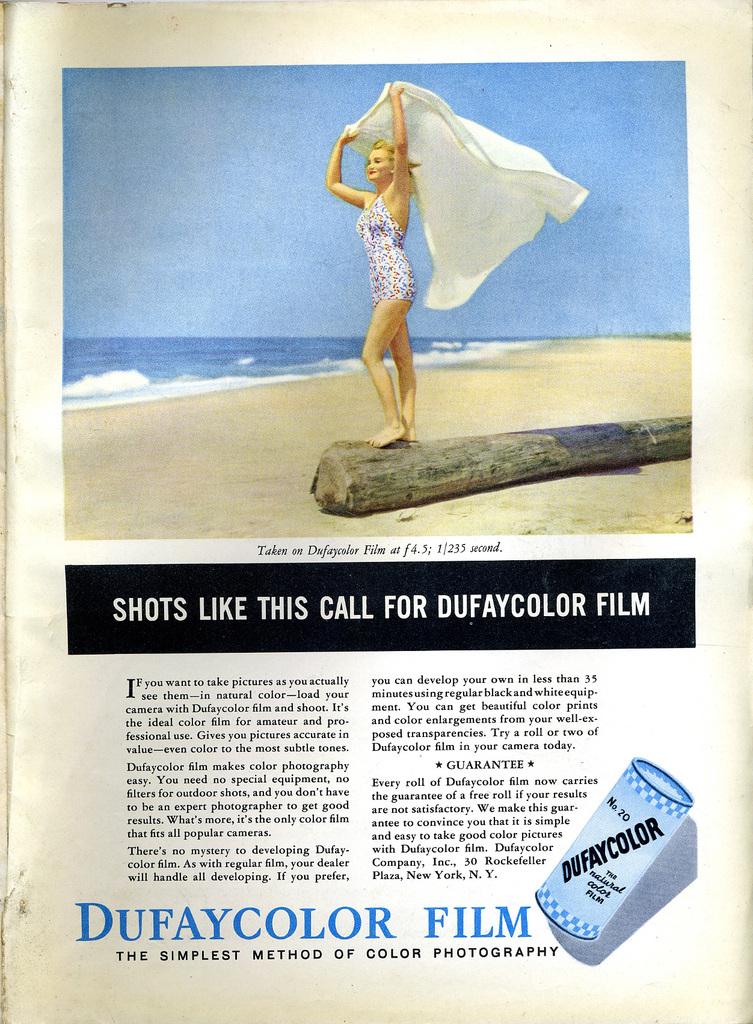 Taken on Dufaycolor Film at f4.5; 1/235 second.
SHOTS LIKE THIS CALL FOR DUFAYCOLOR FILM
IF you want to take pictures as you actually
see them—in natural color—load your
camera with Dufaycolor film and shoot. It's
the ideal color film for amateur and pro-
fessional use. Gives you pictures accurate in
value—even color to the most subtle tones.
Dufaycolor film makes color photography
easy. You need no special equipment, no
filters for outdoor shots, and you don't have
to be an expert photographer to get good
results. What's more, it's the only color film
that fits all popular cameras.
There's no mystery to developing Dufay-
color film. As with regular film, your dealer
will handle all developing. If you prefer,
you can develop your own in less than 35
minutes using regular black and white equip-
ment. You can get beautiful color prints
and color enlargements from your well-ex-
posed transparencies. Try a roll or two of
Dufaycolor film in your camera today.
★ GUARANTEE ★
Every roll of Dufaycolor film now carries
the guarantee of a free roll if your results
are not satisfactory. We make this guar-
antee to convince you that it is simple
and easy to take good color pictures
with Dufaycolor film. Dufaycolor
Company, Inc., 30 Rockefeller
Plaza, New York, N. Y.
No. 20
DUFAYCOLOR
THE
natural
color
FILM
DUFAYCOLOR FILM
THE SIMPLEST METHOD OF COLOR PHOTOGRAPHY